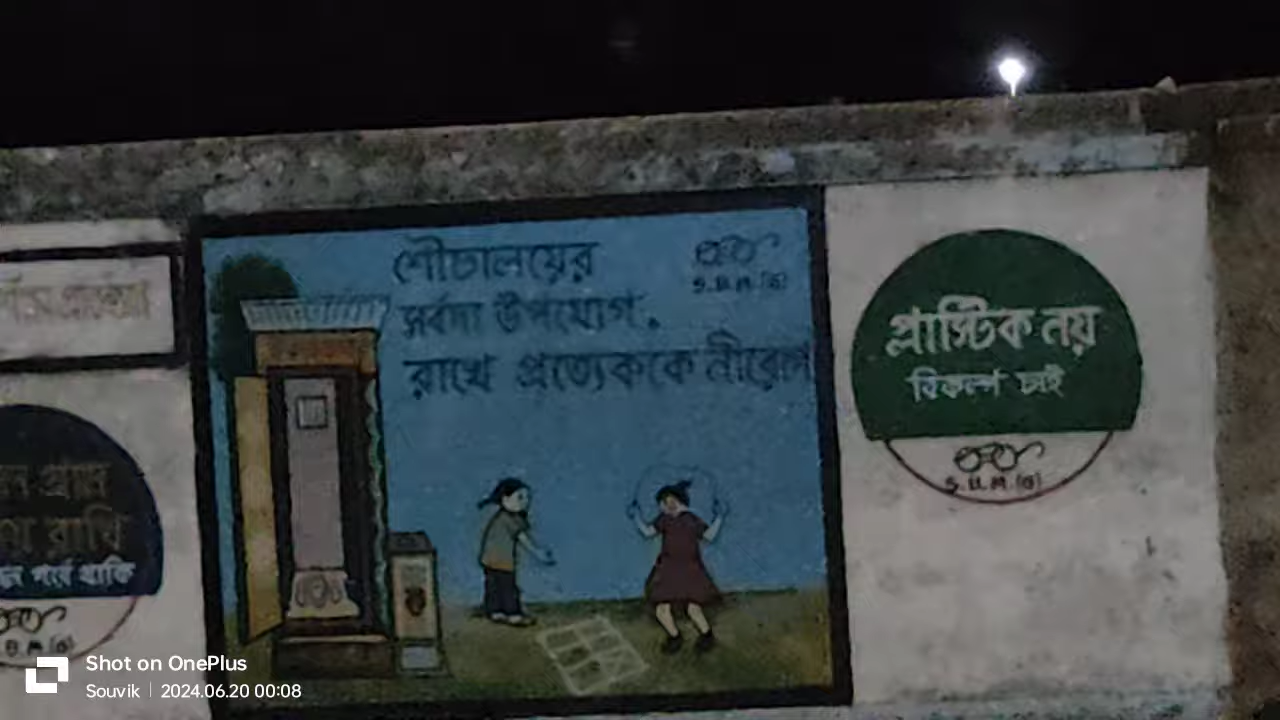 শৌচালয়ের
সর্বদা উপযোগ.
রাখে প্রত্যেককে নীরোগ
S.B.M.(G)
প্লাস্টিক নয়
বিকল্প চাই
S.B.M.(G)
রাখি
থাকি
B.M.(G)
Shot on OnePlus
Souvik | 2024.06.20 00:08